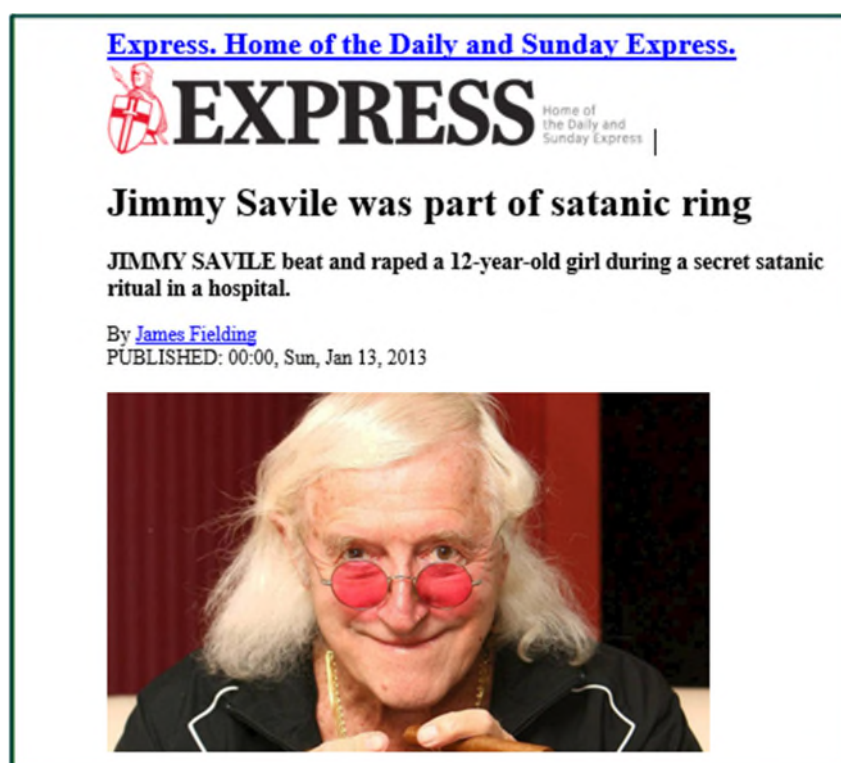 Express. Home of the Daily and Sunday Express.
EXPRESS
Home of
the Daily and
Sunday Express
Jimmy Savile was part of satanic ring
JIMMY SAVILE beat and raped a 12-year-old girl during a secret satanic
ritual in a hospital.
By James Fielding
PUBLISHED: 00:00, Sun, Jan 13, 2013